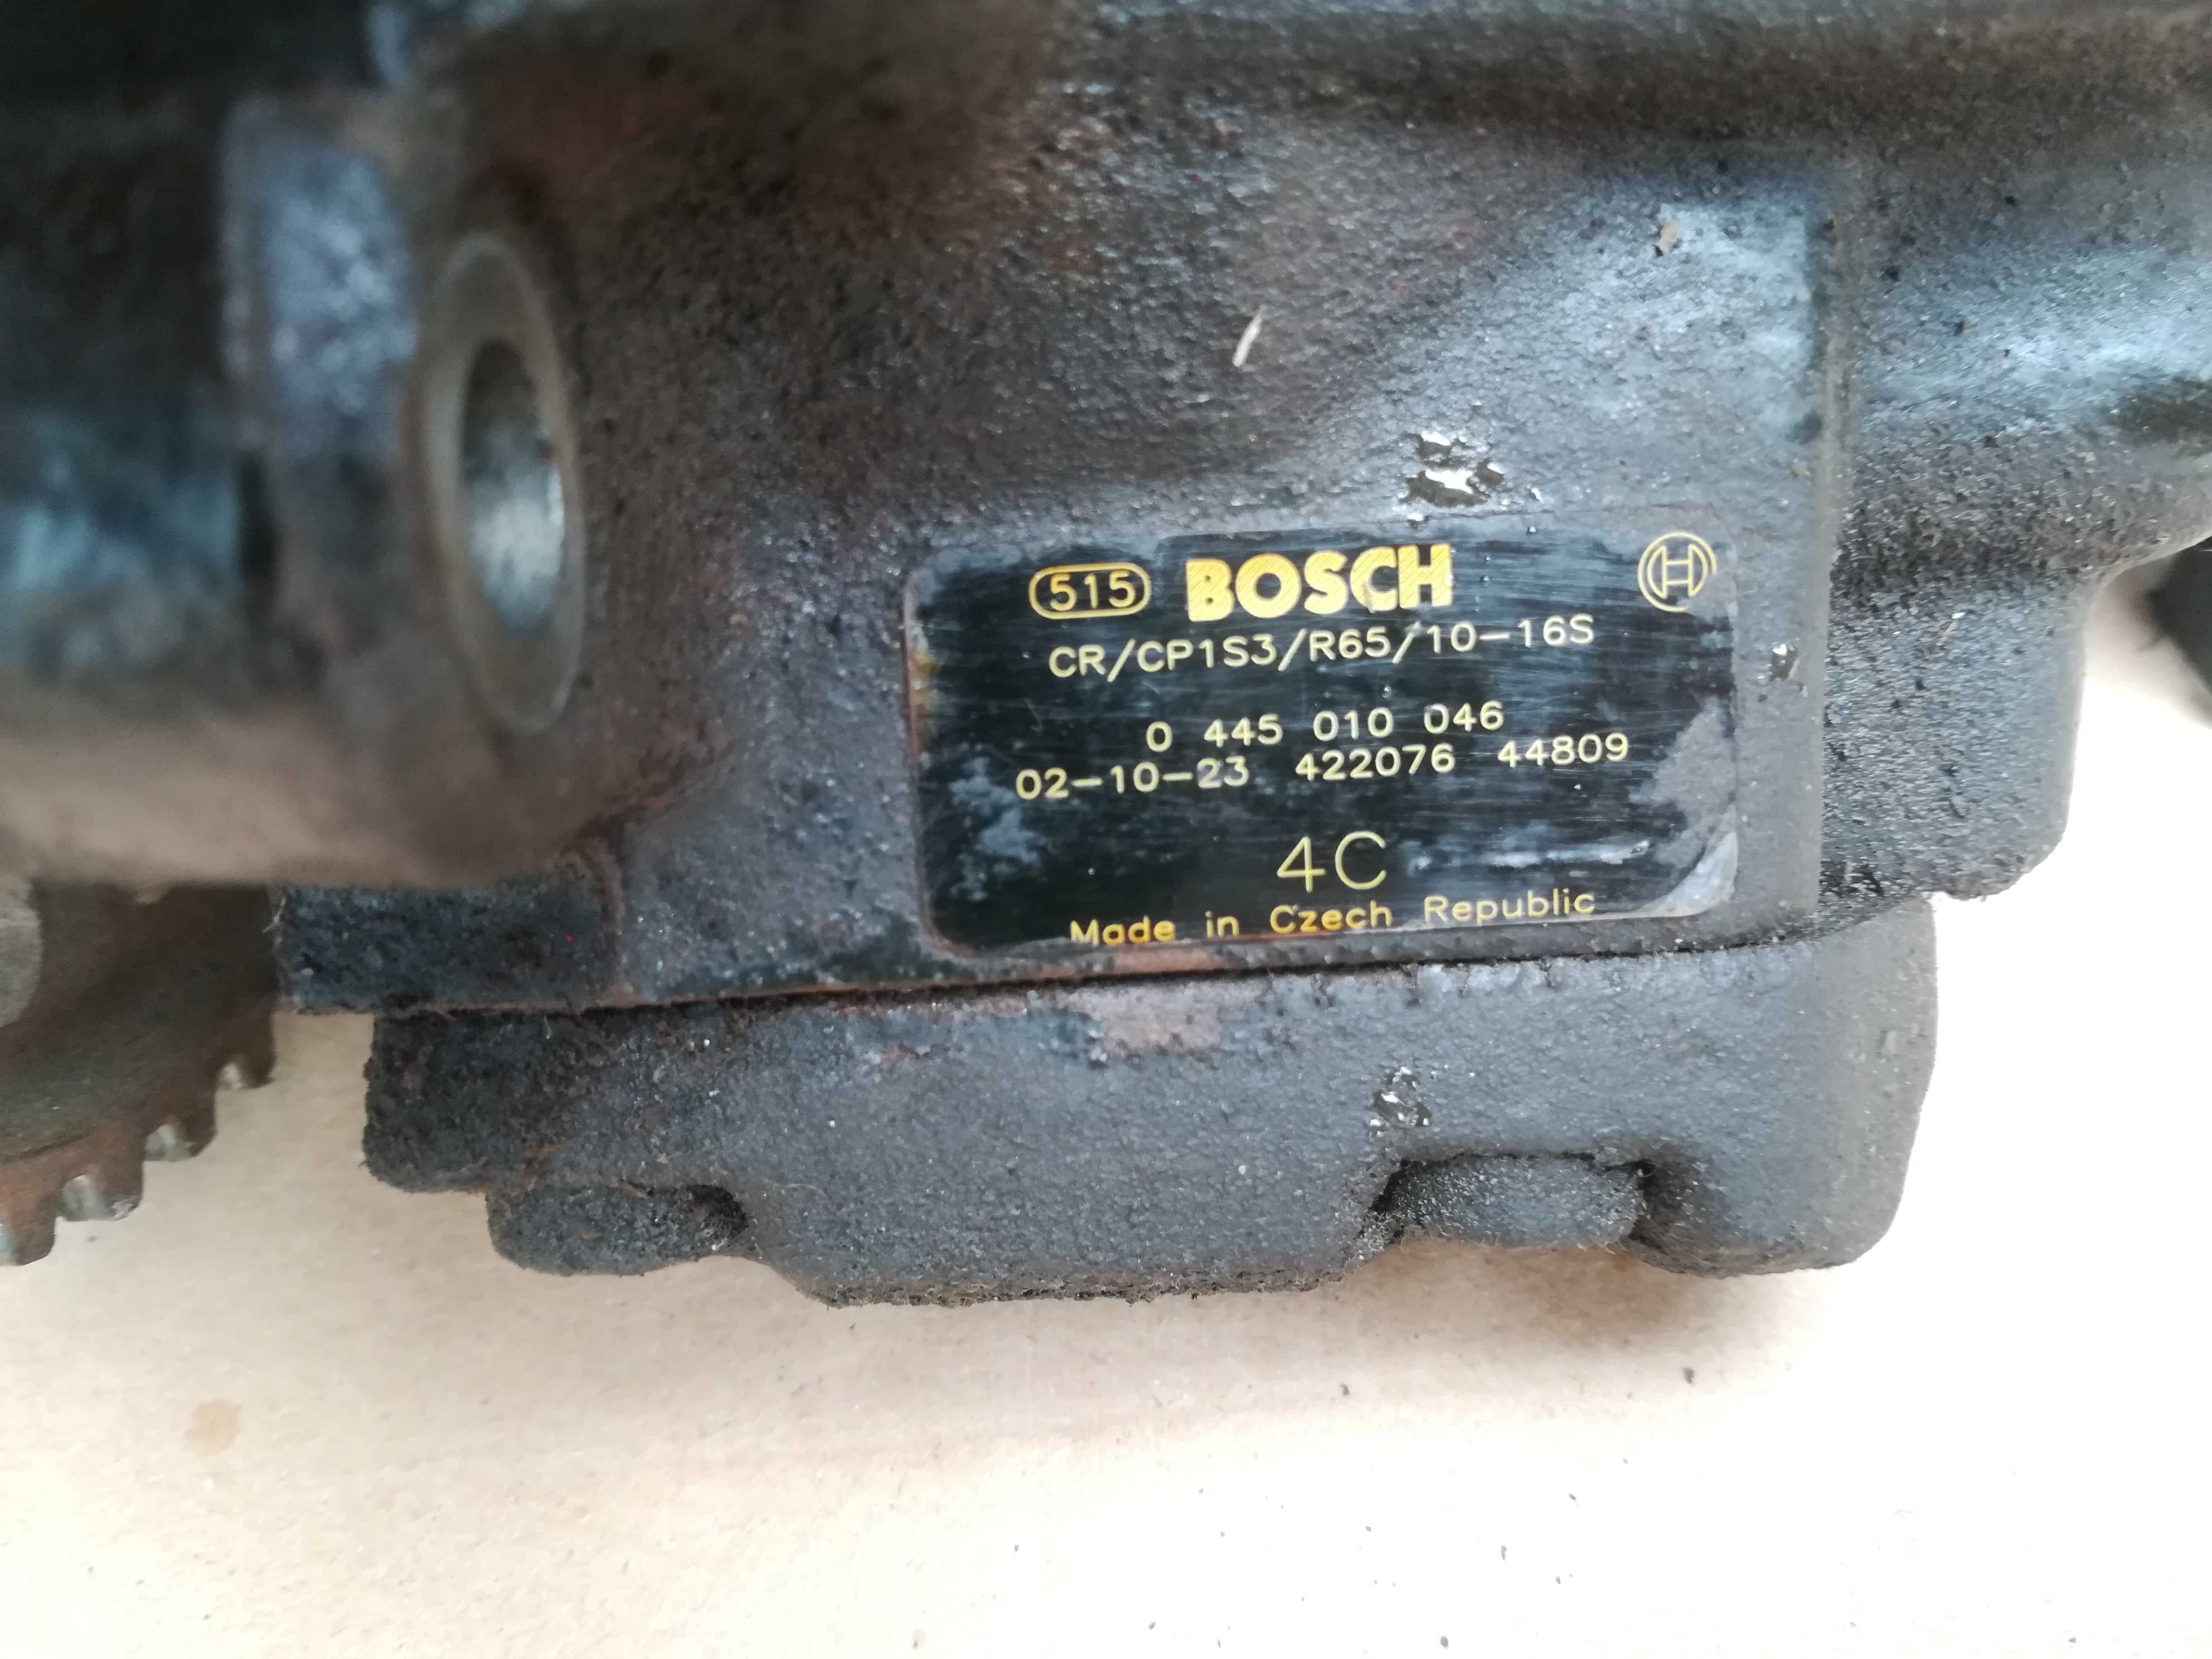 515 BOSCH
CR/CP1S3/R65/10-16S
0 445 010 046
02-10-23 422076 44809
4C
Made in Czech Republic